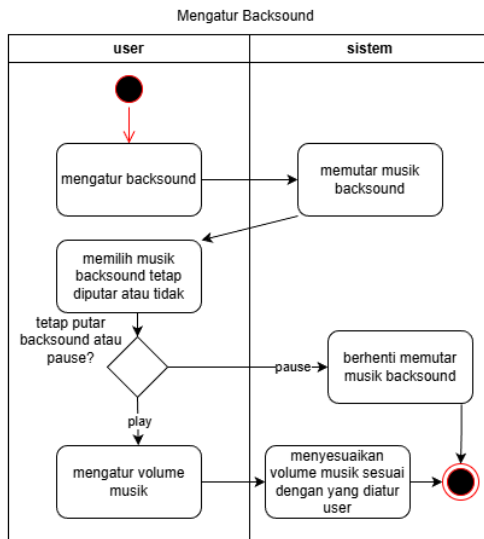 Mengatur Backsound
user
sistem
mengatur backsound
memutar musik
backsound
memilih musik
backsound tetap
diputar atau tidak
tetap putar
backsound atau
pause?
pause
berhenti memutar
musik backsound
play
mengatur volume
musik
menyesuaikan
volume musik sesuai
dengan yang diatur
user